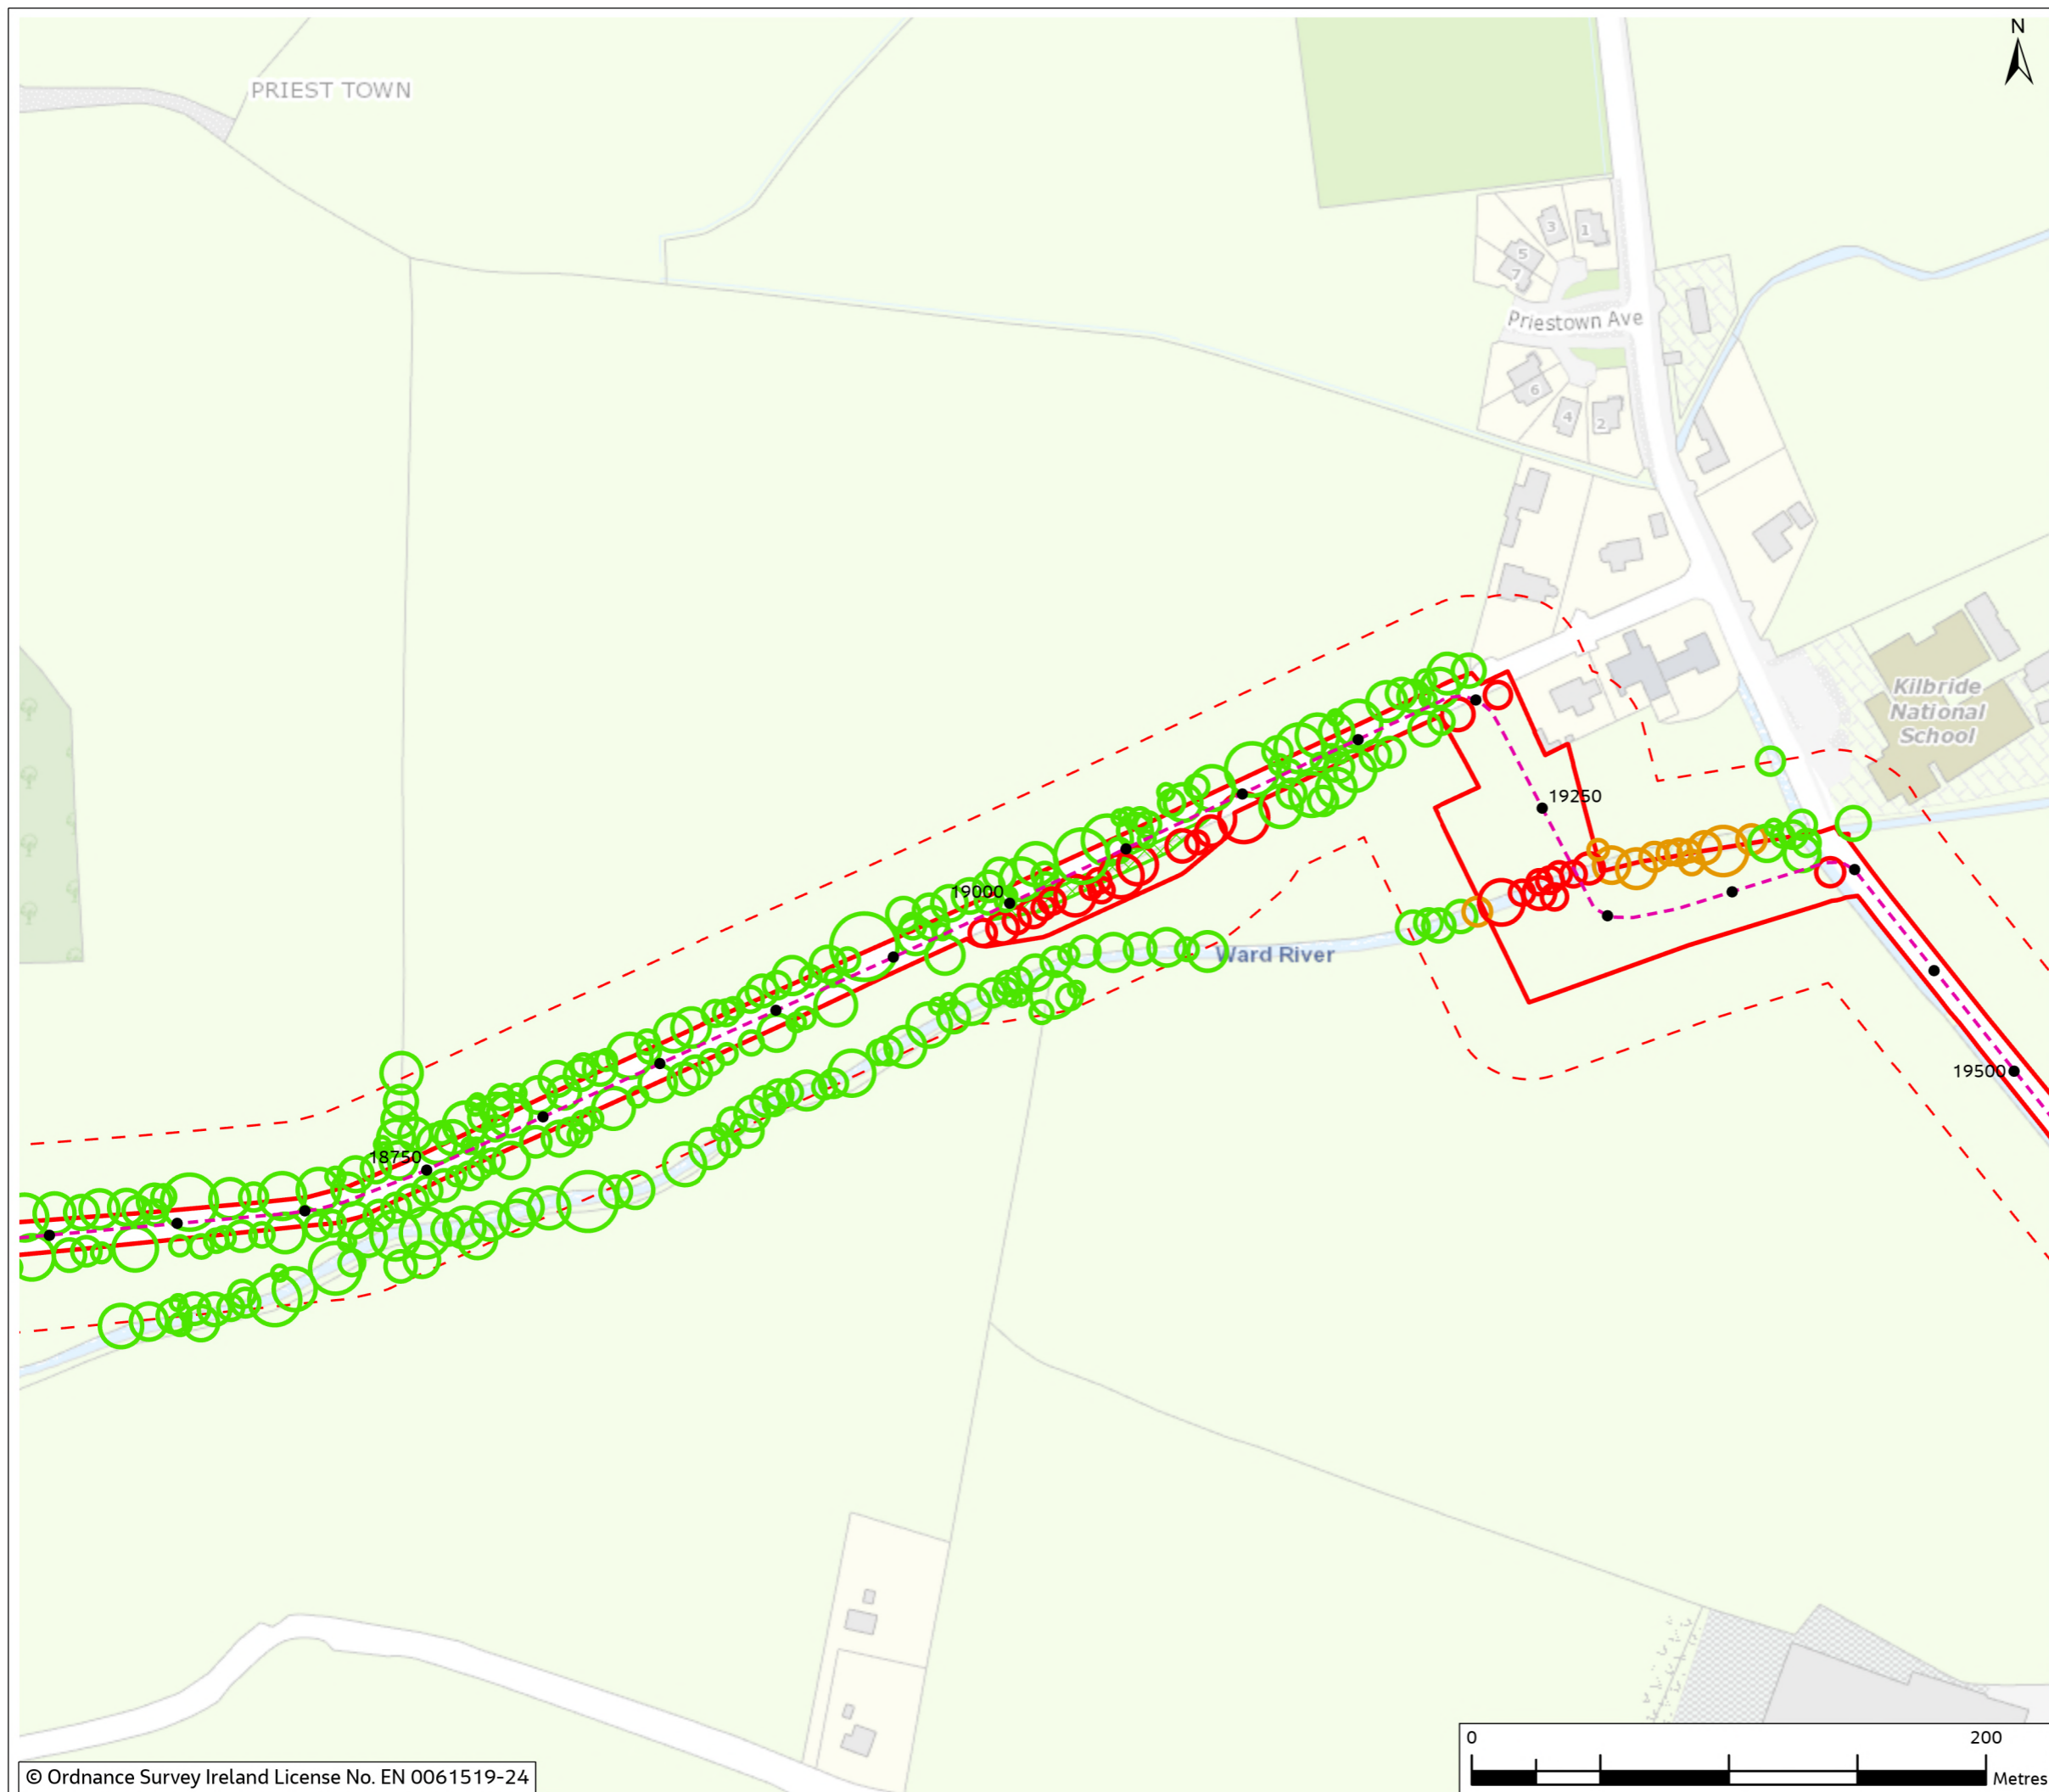 N
PRIEST TOWN
3
1
5
7
Priestown Ave
6
4
2
Kilbride
National
School
19250
19000
Ward River
19500
18750
0
200
Metres
© Ordnance Survey Ireland License No. EN 0061519-24